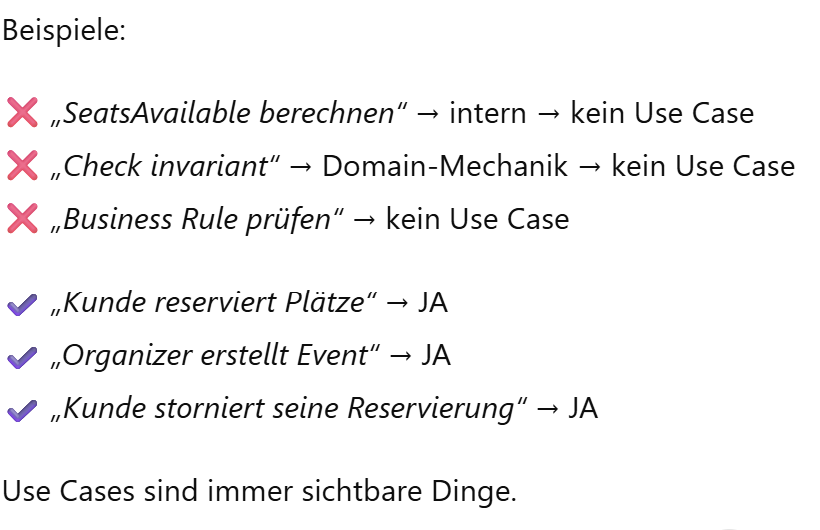 Beispiele:
❌ „SeatsAvailable berechnen“ → intern → kein Use Case
❌ „Check invariant“ → Domain-Mechanik → kein Use Case
❌ „Business Rule prüfen“ → kein Use Case
✔ „Kunde reserviert Plätze“ → JA
✔ „Organizer erstellt Event“ → JA
✔ „Kunde storniert seine Reservierung“ → JA
Use Cases sind immer sichtbare Dinge.